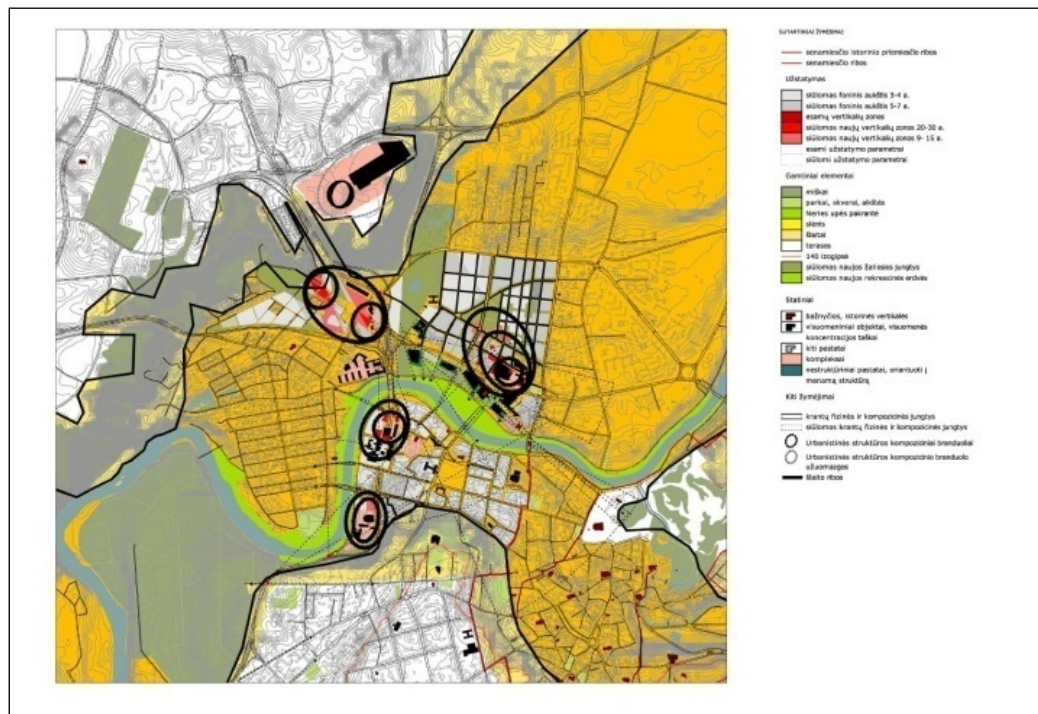 SUTARTINIAI ŽYMĖJIMAI
senamiesčio istorinio priemiesčio ribos
senamiesčio ribos
Užstatymas
siūlomas foninis aukštis 3-4 a.
siūlomas foninis aukštis 5-7 a.
esamų vertikalių zonos
siūlomos naujų vertikalių zonos 20-30 a.
siūlomos naujų vertikalių zonos 9- 15 a.
esami užstatymo parametrai
siūlomi užstatymo parametrai
Gamtiniai elementai
miškai
parkai, skverai, aikštės
Neries upės pakrantė
slėnis
šlaitai
terasos
140 izogipsė
siūlomos naujos žaliosios jungtys
siūlomos naujos rekreacinės erdvės
Statiniai
bažnyčios, istorinės vertikalės
visuomeniniai objektai, visuomenės
koncentracijos taškai
kiti pastatai
kompleksai
nestruktūriniai pastatai, orientuoti į
menamą struktūrą
Kiti žymėjimai
krantų fizinės ir kompozicinės jungtys
siūlomos krantų fizinės ir kompozicinės jungtys
Urbanistinės struktūros kompoziciniai branduoliai
Urbanistinės struktūros kompozicinio branduolio
užuomazgos
šlaito ribos